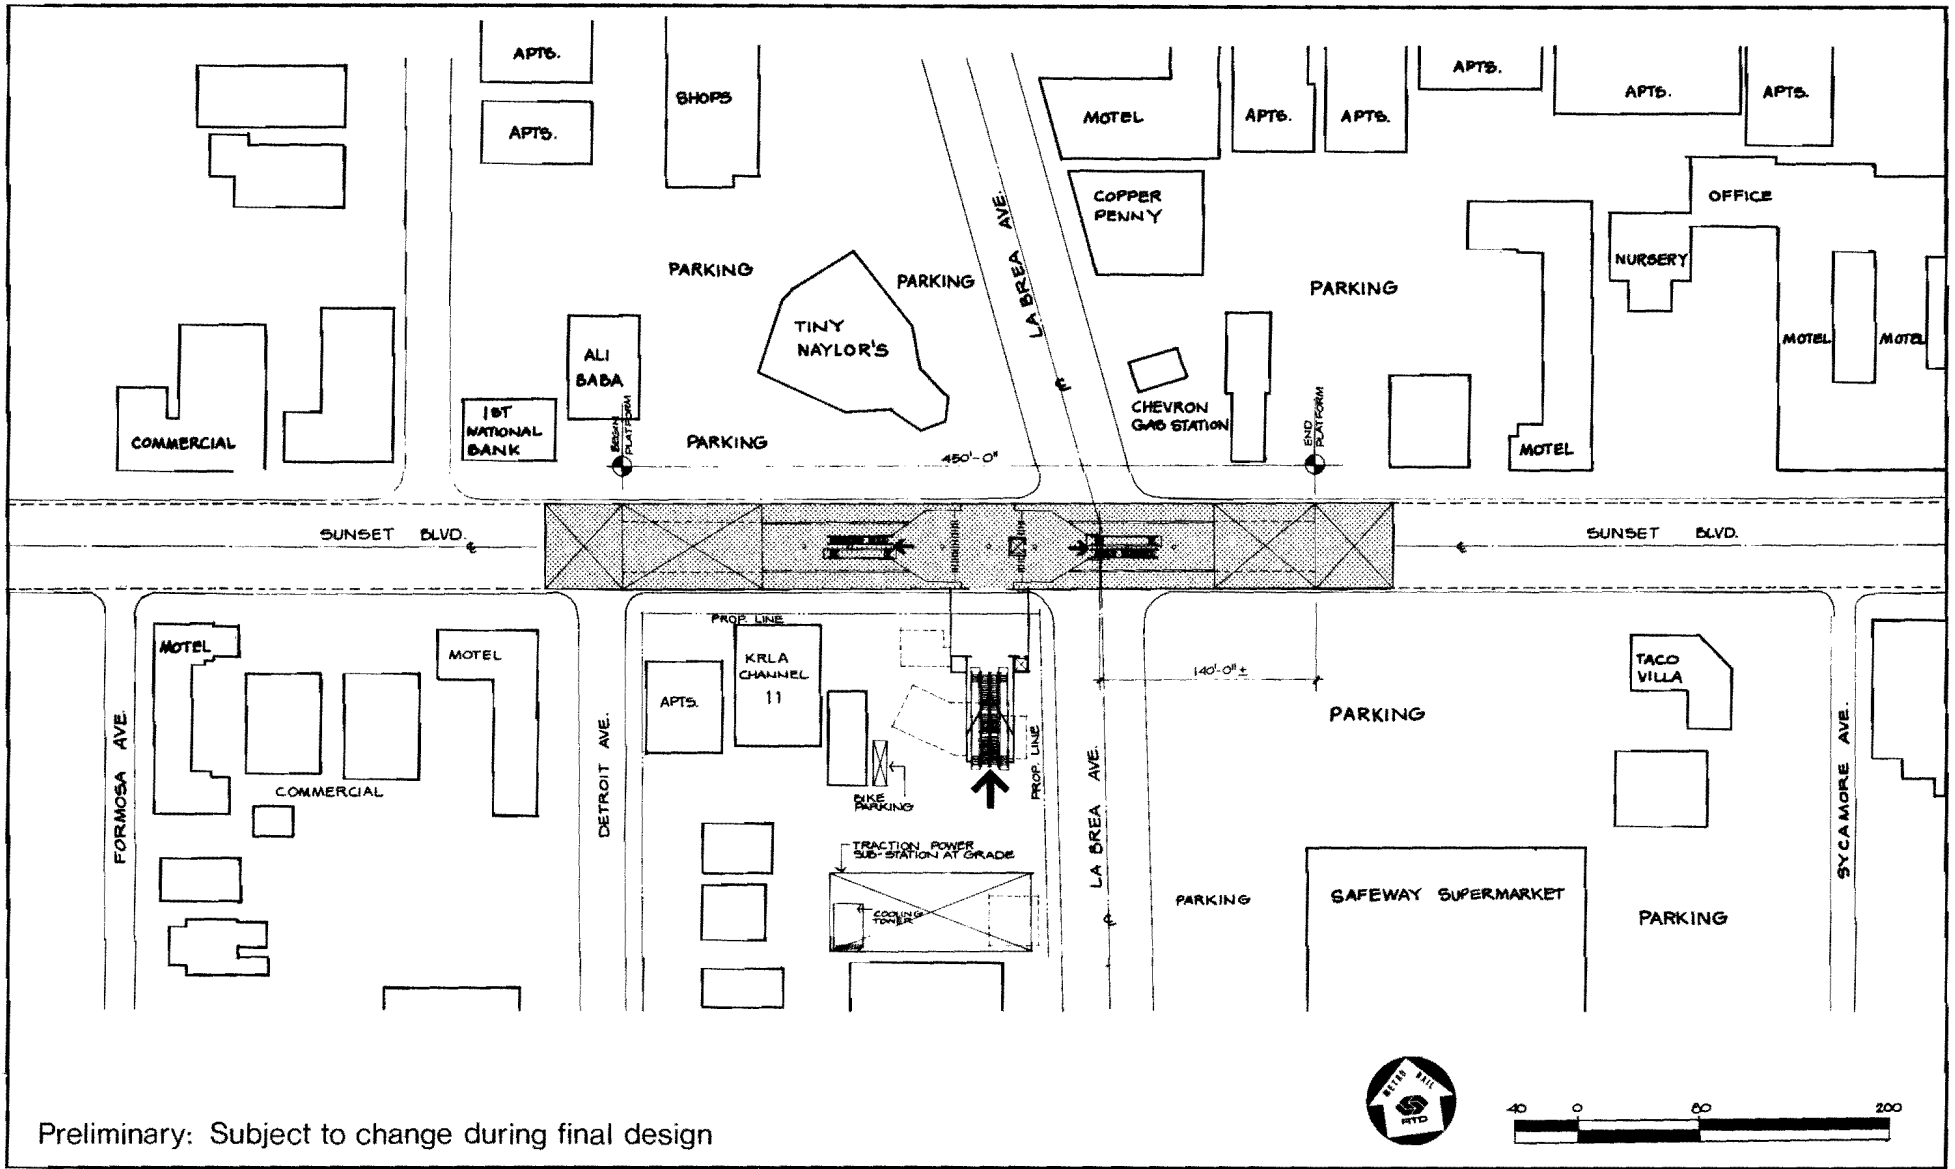 APTS.
SHOPS
APTS.
MOTEL
APTS.
APTS.
APTS.
APTS.
APTS.
COPPER
PENNY
OFFICE
LA BREA AVE.
PARKING
PARKING
PARKING
NURSERY
TINY
NAYLOR'S
MOTEL
MOTEL
ALI
BABA
CHEVRON
GAS STATION
1ST
NATIONAL
BANK
BEGIN
PLATFORM
END
PLATFORM
COMMERCIAL
PARKING
MOTEL
450'-0"
SUNSET BLVD.
SUNSET BLVD.
PROP. LINE
MOTEL
MOTEL
KRLA
CHANNEL
11
APTS.
140'-0" ±
TACO
VILLA
PARKING
FORMOSA AVE.
DETROIT AVE.
PROP. LINE
LA BREA AVE.
SYCAMORE AVE.
COMMERCIAL
BIKE
PARKING
TRACTION POWER
SUB-STATION AT GRADE
COOLING
TOWER
PARKING
SAFEWAY SUPERMARKET
PARKING
METRO RAIL
RTD
40 0 80 200
Preliminary: Subject to change during final design